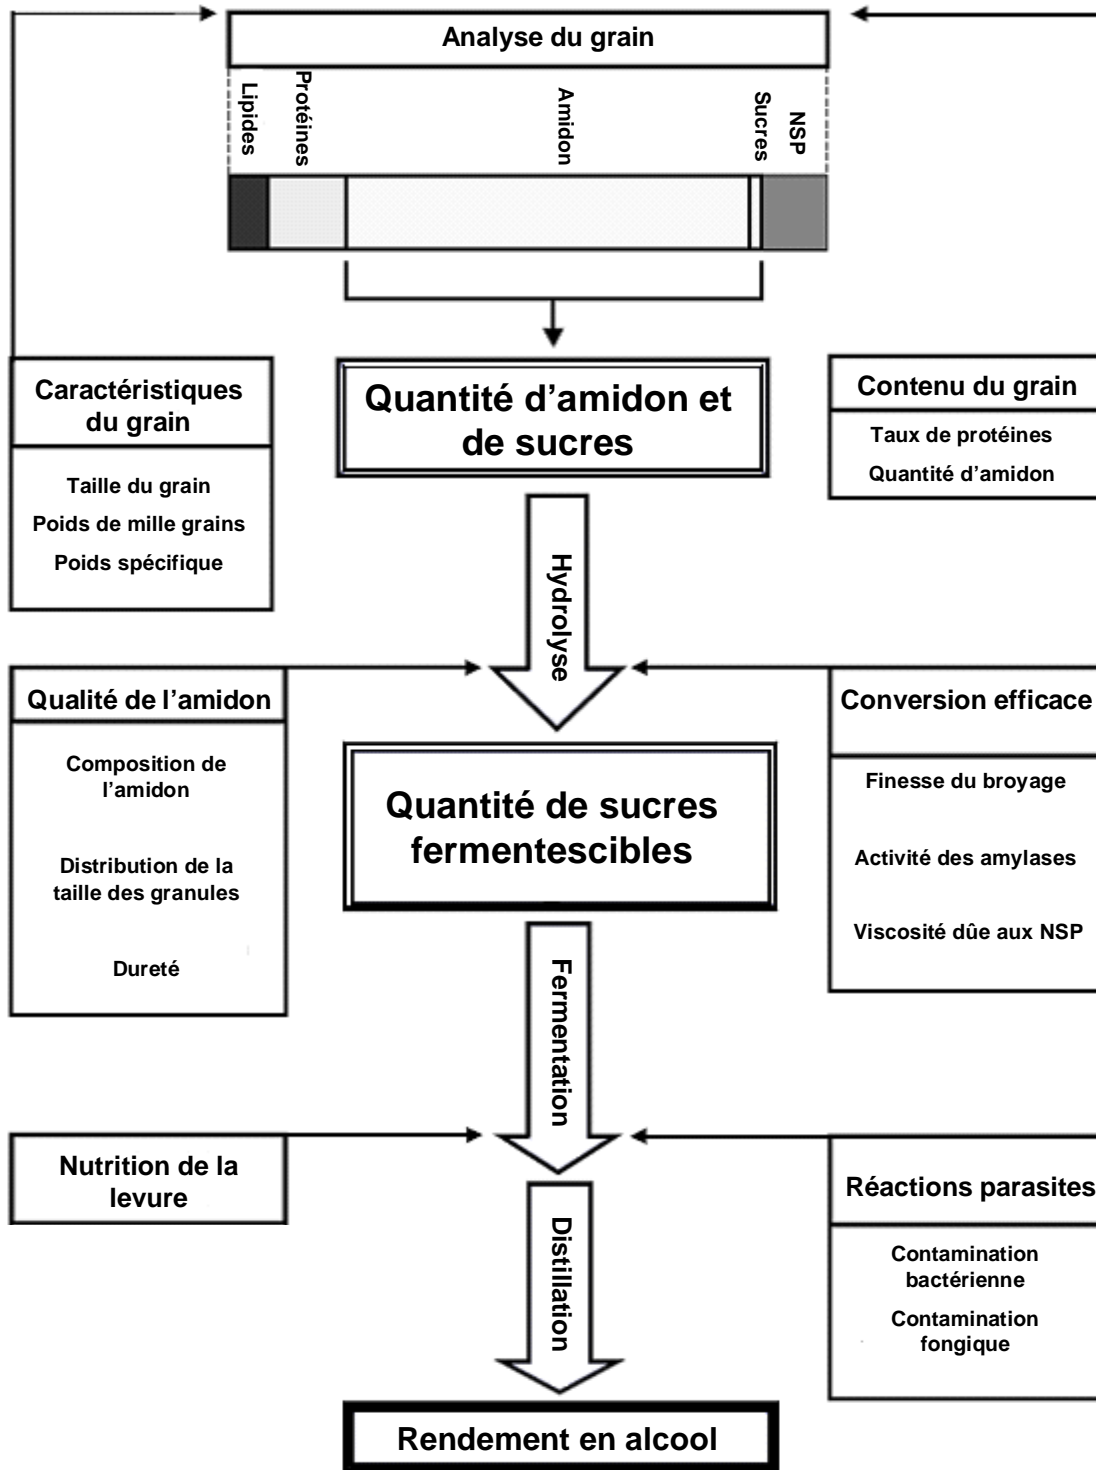 Analyse du grain
Lipides
Protéines
Amidon
Sucres
NSP
Caractéristiques
du grain
Taille du grain
Poids de mille grains
Poids spécifique
Quantité d’amidon et
de sucres
Contenu du grain
Taux de protéines
Quantité d’amidon
Hydrolyse
Qualité de l’amidon
Composition de
l’amidon
Distribution de la
taille des granules
Dureté
Conversion efficace
Finesse du broyage
Activité des amylases
Viscosité dûe aux NSP
Quantité de sucres
fermentescibles
Fermentation
Nutrition de la
levure
Réactions parasites
Contamination
bactérienne
Contamination
fongique
Distillation
Rendement en alcool